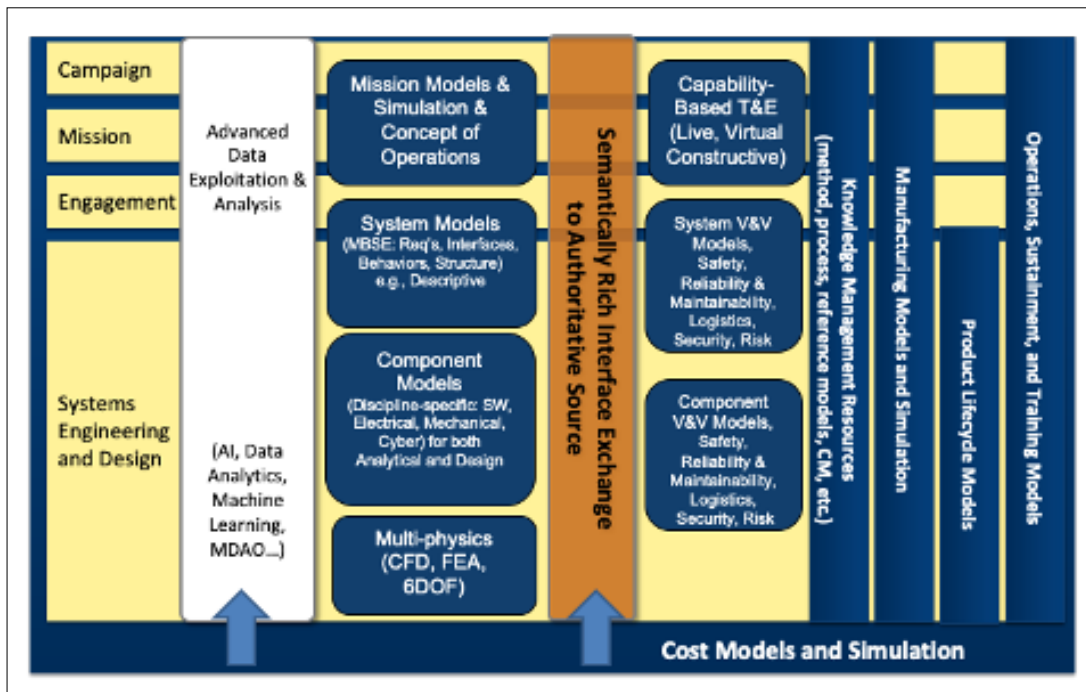 Campaign
Mission
Engagement
Systems
Engineering
and Design
Advanced
Data
Exploitation &
Analysis
(AI, Data
Analytics,
Machine
Learning,
MDAO...)
Mission Models &
Simulation &
Concept of
Operations
System Models
(MBSE: Req's, Interfaces,
Behaviors, Structure)
e.g., Descriptive
Component
Models
(Discipline-specific: SW,
Electrical, Mechanical,
Cyber) for both
Analytical and Design
Multi-physics
(CFD, FEA,
6DOF)
Semantically Rich Interface Exchange
to Authoritative Source
Capability-
Based T&E
(Live, Virtual
Constructive)
System V&V
Models,
Safety,
Reliability &
Maintainability,
Logistics,
Security, Risk
Component
V&V Models,
Safety,
Reliability &
Maintainability,
Logistics,
Security, Risk
Knowledge Management Resources
(method, process, reference models, CM, etc.)
Manufacturing Models and Simulation
Product Lifecycle Models
Operations, Sustainment, and Training Models
Cost Models and Simulation